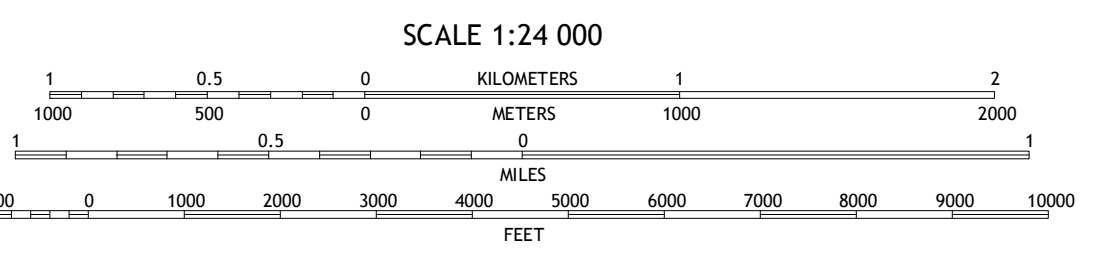 SCALE 1:24 000
1 0.5 0 KILOMETERS 1 2
1000 500 0 METERS 1000 2000
1 0.5 0 1
MILES
0 1000 2000 3000 4000 5000 6000 7000 8000 9000 10000
FEET